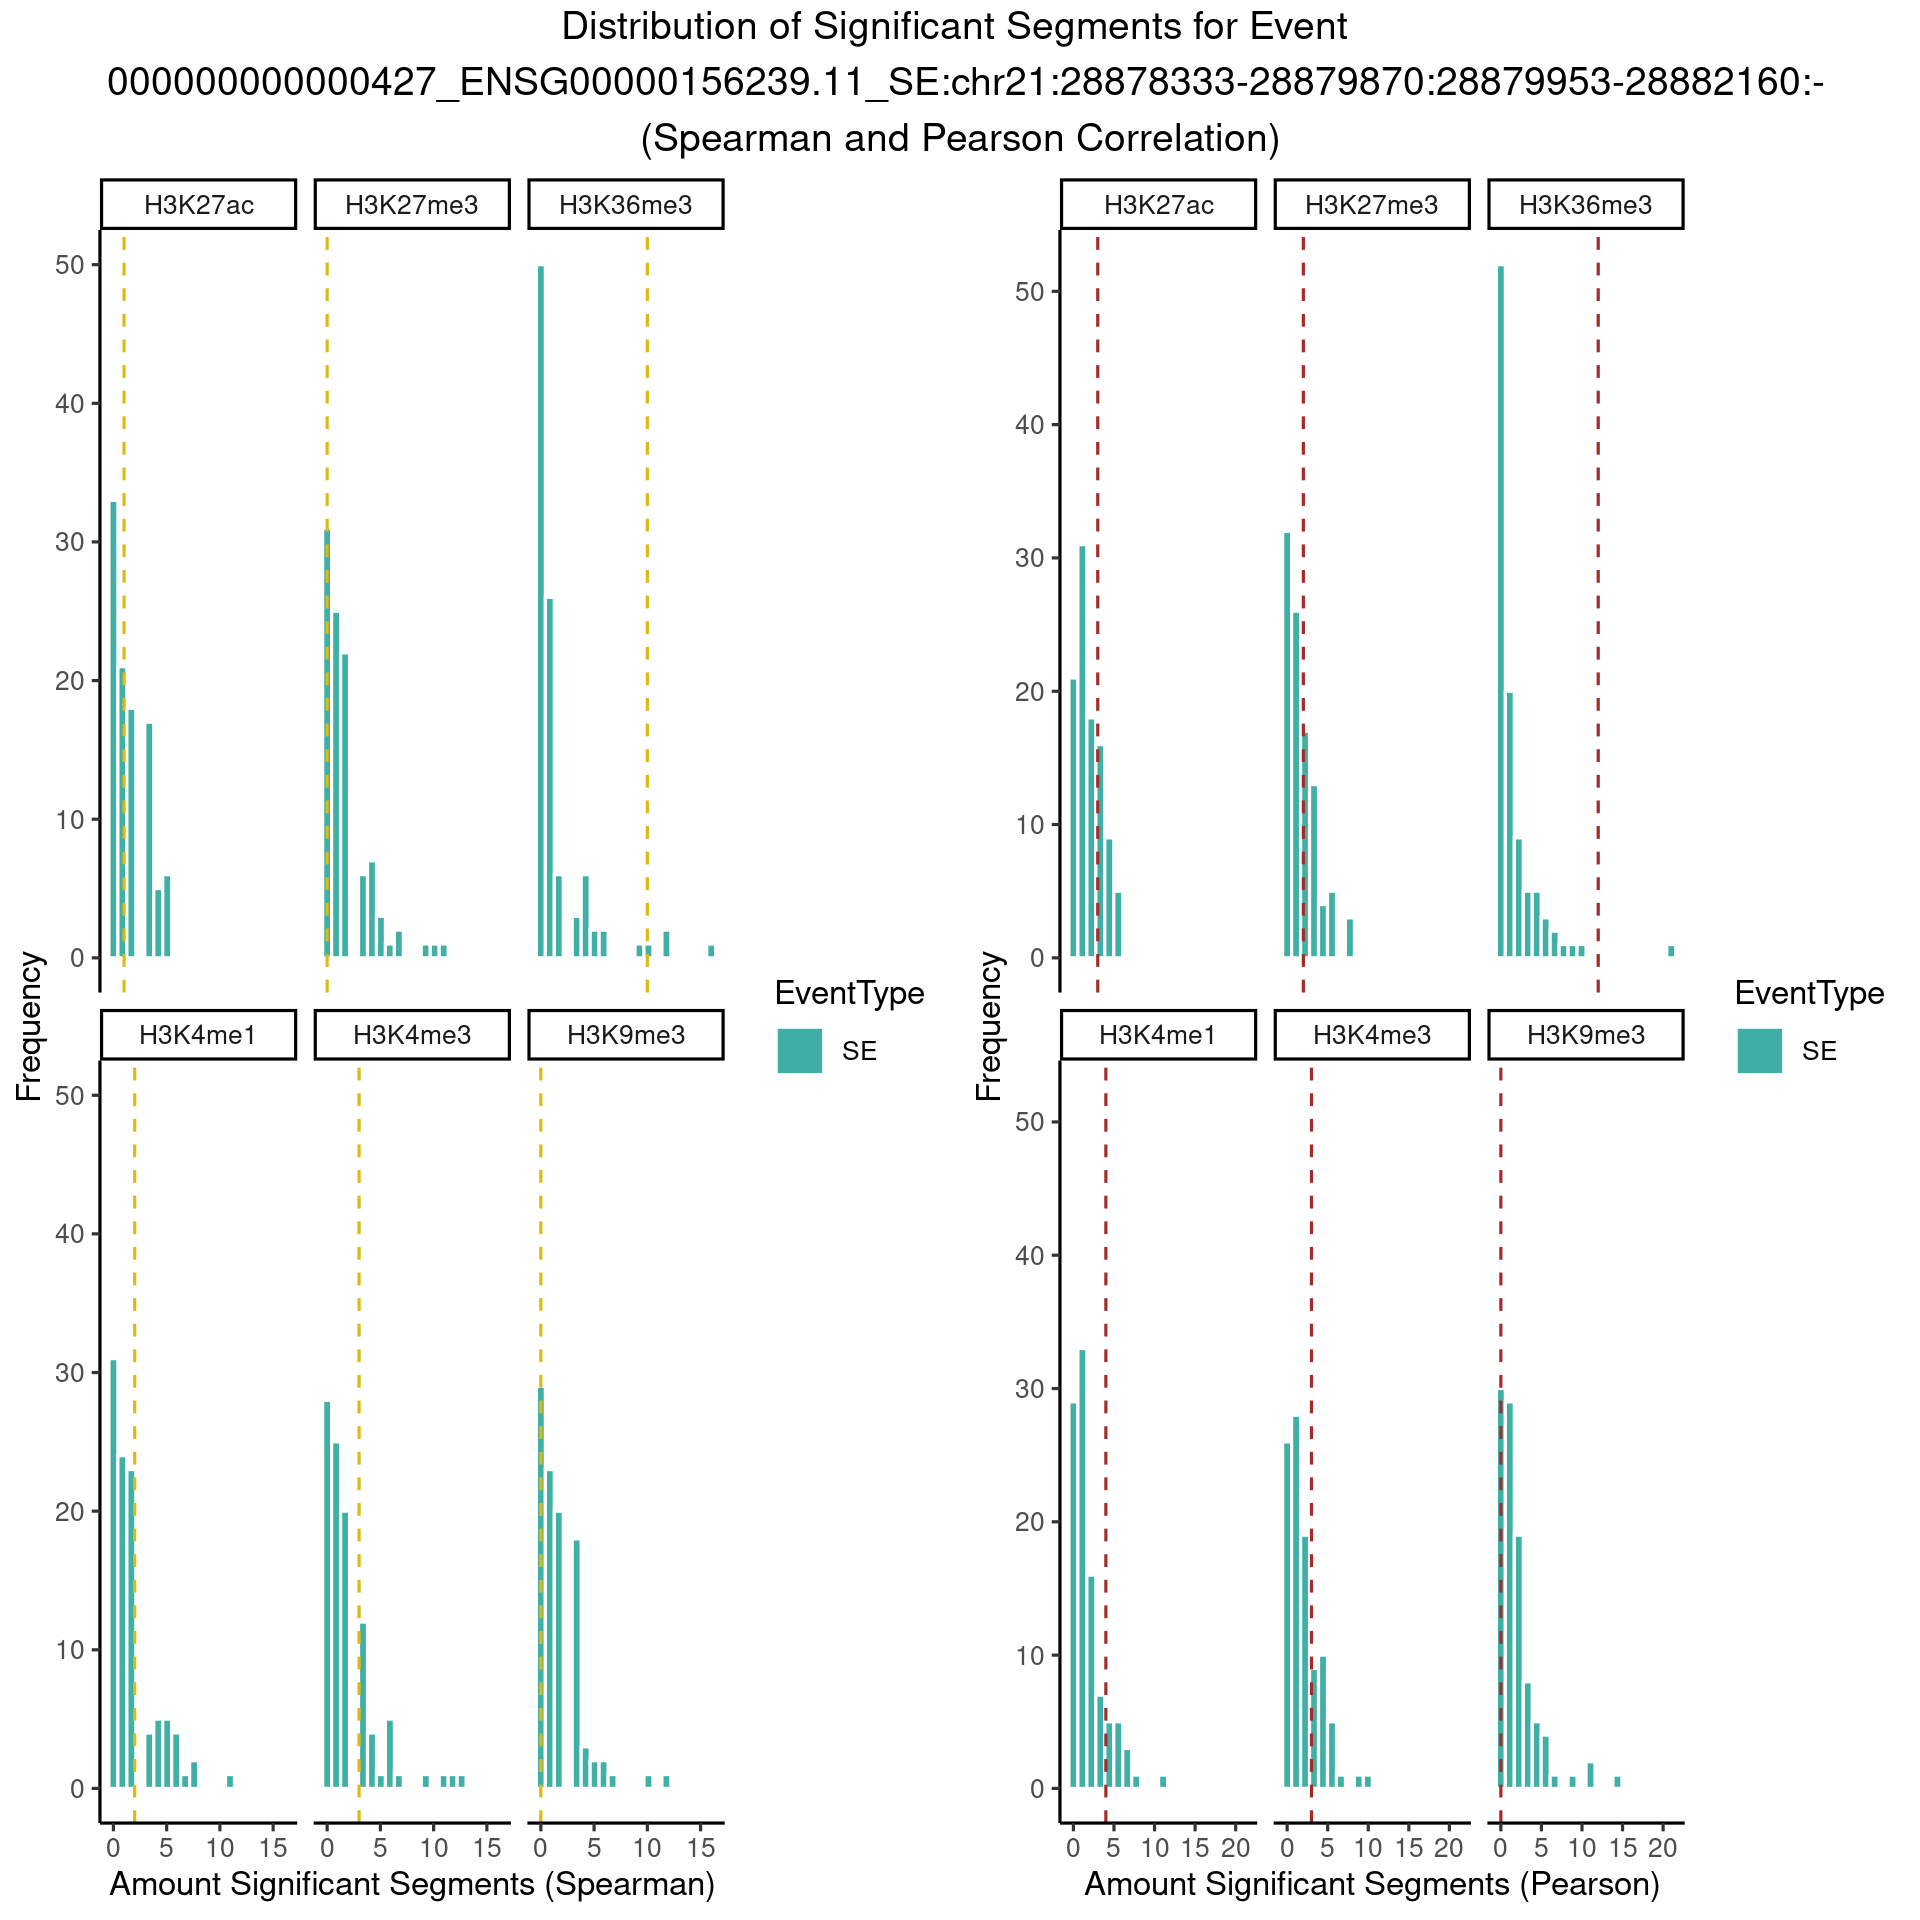 Distribution of Significant Segments for Event
000000000000427_ENSG00000156239.11_SE:chr21:28878333-28879870:28879953-28882160:-
(Spearman and Pearson Correlation)
H3K27ac H3K27me3 H3K36me3
50
40
30
20
10
0
H3K4me1 H3K4me3 H3K9me3
50
40
30
20
10
0
0 5 10 15 0 5 10 15 0 5 10 15
Frequency
Amount Significant Segments (Spearman)
EventType
SE
H3K27ac H3K27me3 H3K36me3
50
40
30
20
10
0
H3K4me1 H3K4me3 H3K9me3
50
40
30
20
10
0
0 5 10 15 20 0 5 10 15 20 0 5 10 15 20
Frequency
Amount Significant Segments (Pearson)
EventType
SE